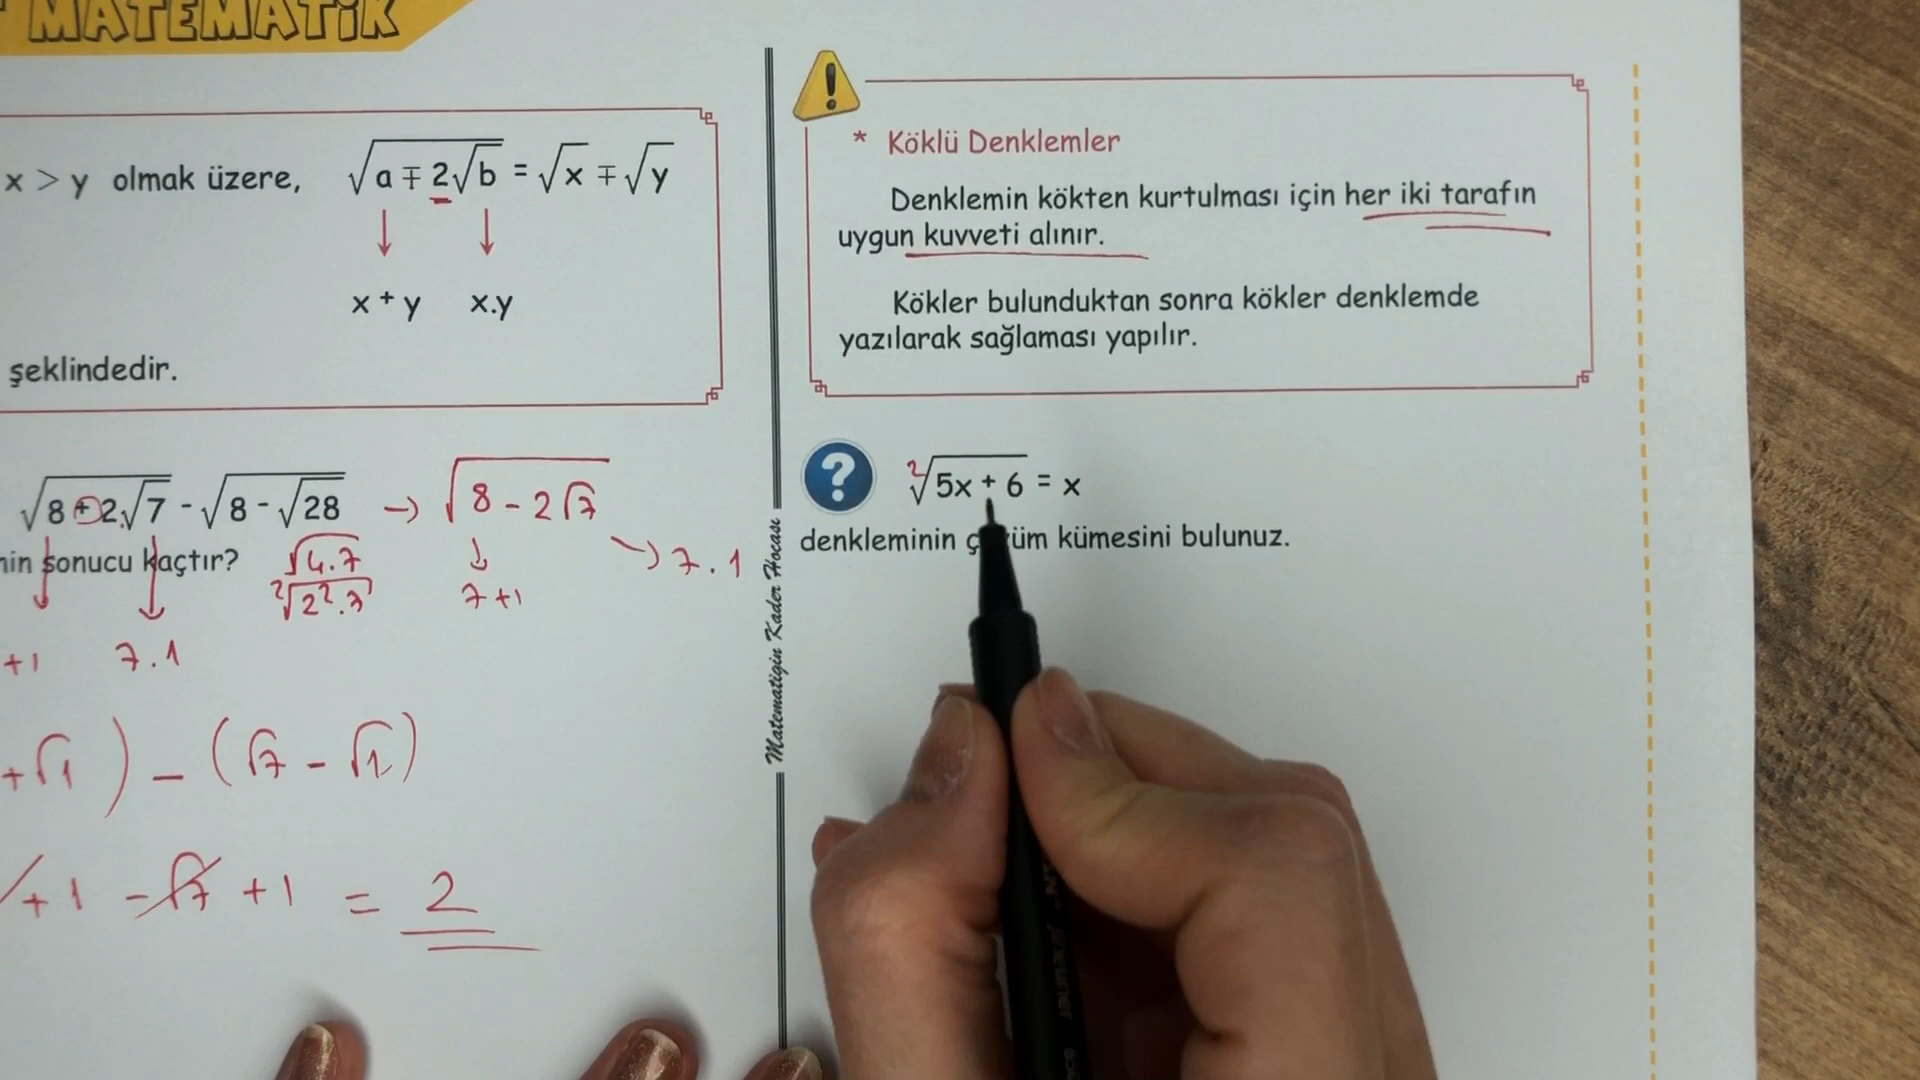 MATEMATİK
x > y olmak üzere, √(a ∓ 2√b) = √x ∓ √y
x + y x.y
şeklindedir.
√(8 + 2√7) - √(8 - √28) → √(8 - 2√7)
sonucu kaçtır? √4.7 → 7.1
²√2².7 7+1
+1 7.1
+√1) - (√7 - √1)
+1 - √7 + 1 = 2
Matematigin Kader Hocası
* Köklü Denklemler
Denklemin kökten kurtulması için her iki tarafın
uygun kuvveti alınır.
Kökler bulunduktan sonra kökler denklemde
yazılarak sağlaması yapılır.
? ²√(5x + 6) = x
denkleminin kümesini bulunuz.